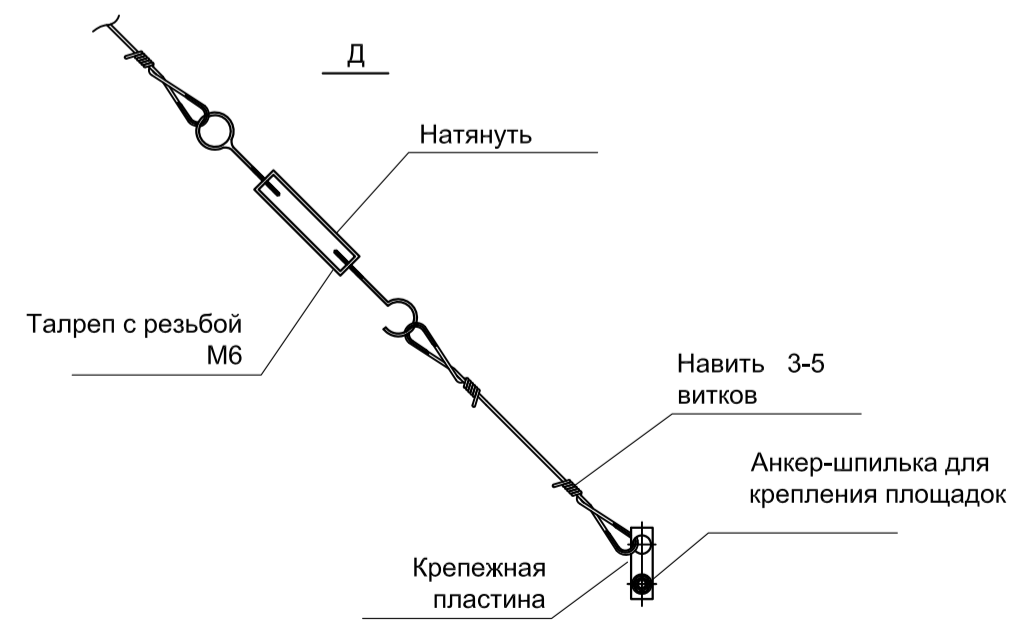 Д
Натянуть
Талреп с резьбой
М6
Навить 3-5
витков
Анкер-шпилька для
крепления площадок
Крепежная
пластина